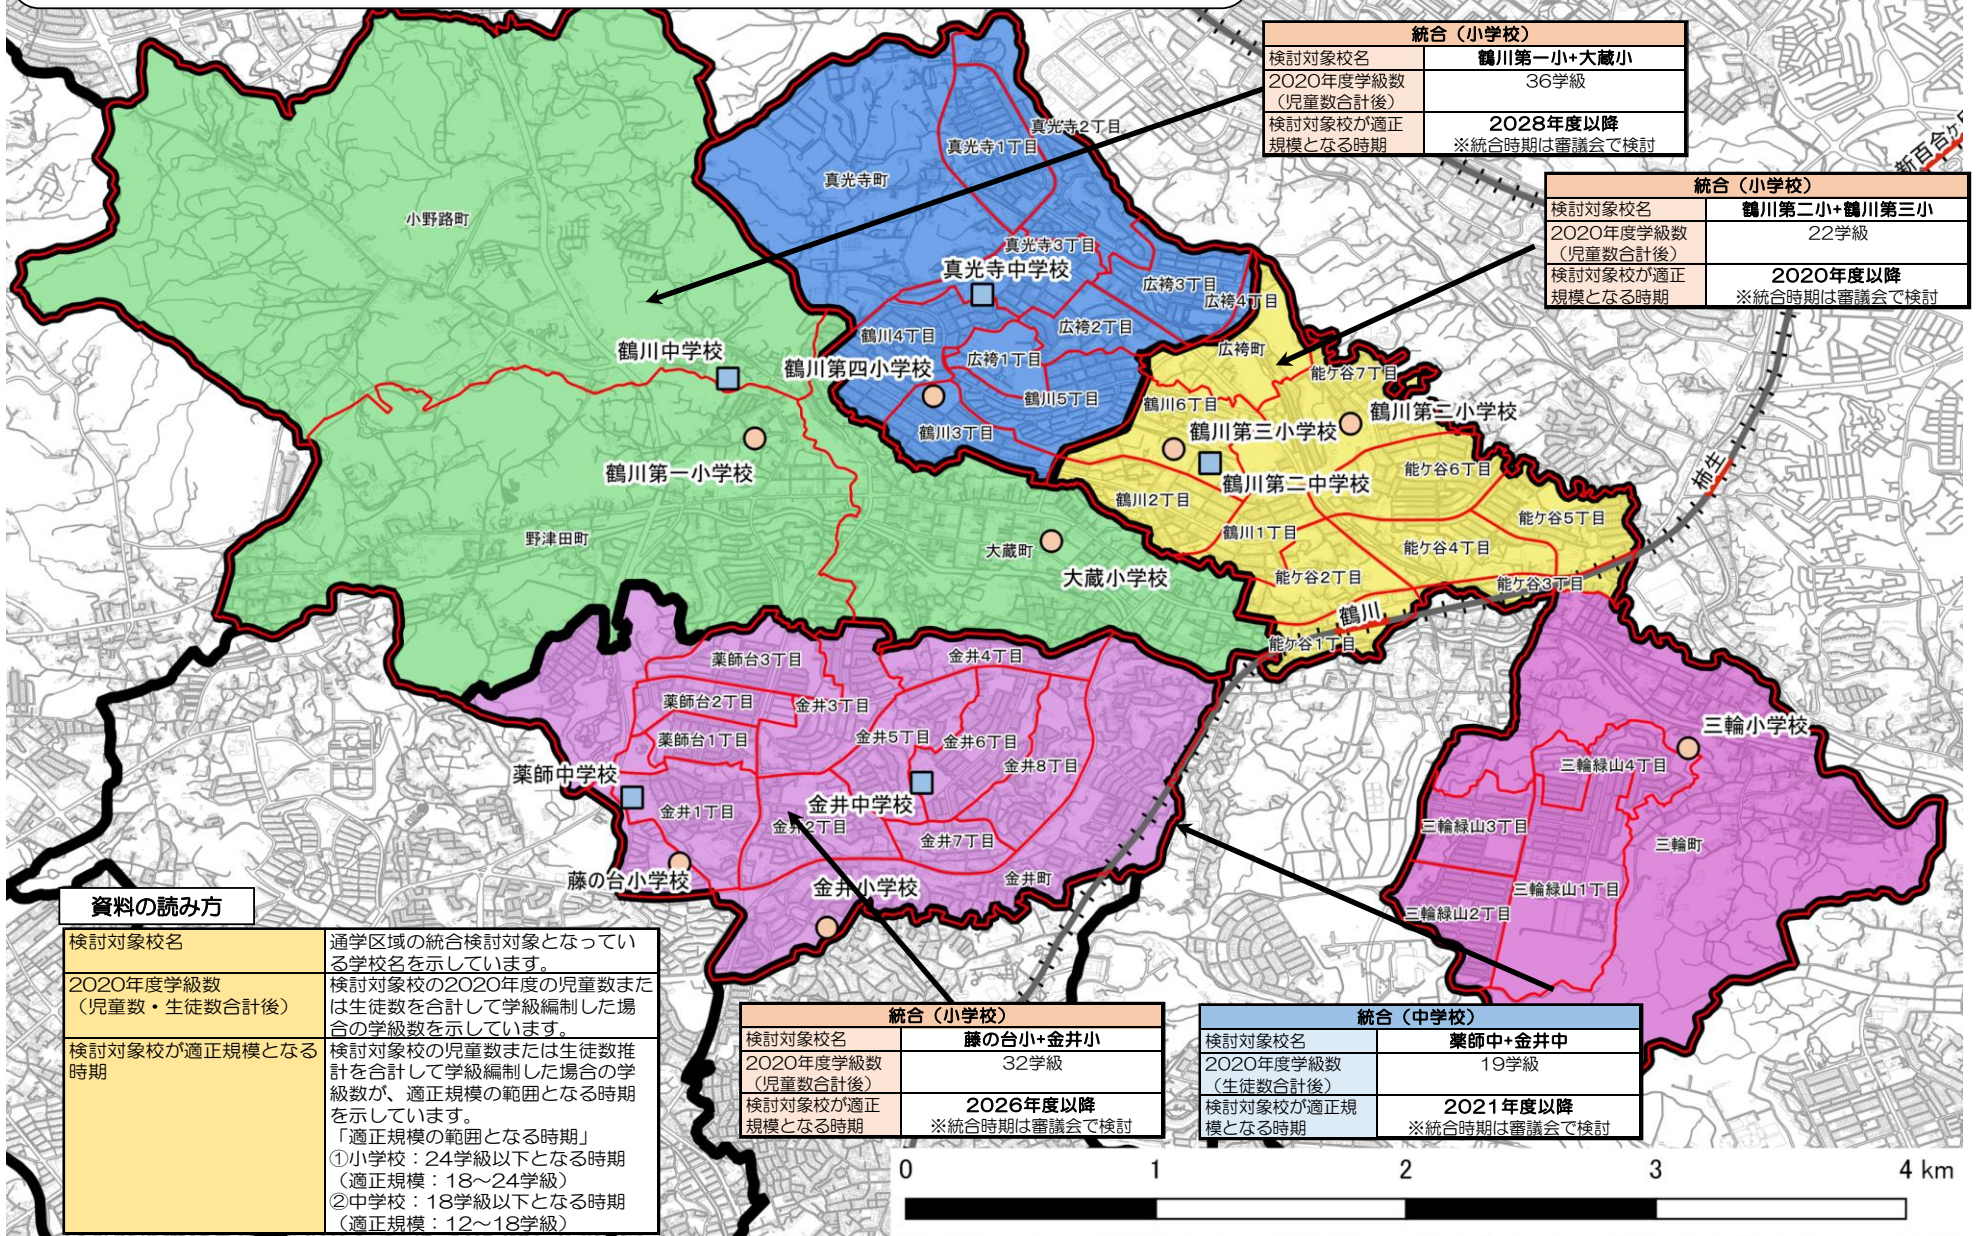 統合（小学校）
検討対象校名
鶴川第一小+大蔵小
2020年度学級数
（児童数合計後）
36学級
検討対象校が適正
規模となる時期
2028年度以降
※統合時期は審議会で検討
統合（小学校）
検討対象校名
鶴川第二小+鶴川第三小
2020年度学級数
（児童数合計後）
22学級
検討対象校が適正
規模となる時期
2020年度以降
※統合時期は審議会で検討
新百合ケ
真光寺2丁目
真光寺1丁目
真光寺町
小野路町
真光寺3丁目
真光寺中学校
広袴3丁目
広袴4丁目
広袴2丁目
鶴川4丁目
広袴町
鶴川中学校
鶴川第四小学校
広袴1丁目
能ケ谷7丁目
鶴川5丁目
鶴川6丁目
鶴川第二小学校
鶴川3丁目
鶴川第三小学校
鶴川第一小学校
能ケ谷6丁目
柿生
鶴川第二中学校
鶴川2丁目
能ケ谷5丁目
鶴川1丁目
野津田町
大蔵町
能ケ谷4丁目
大蔵小学校
能ケ谷2丁目
能ケ谷3丁目
鶴川
能ケ谷1丁目
薬師台3丁目
金井4丁目
薬師台2丁目
金井3丁目
三輪小学校
薬師台1丁目
金井5丁目
金井6丁目
金井8丁目
三輪緑山4丁目
薬師中学校
金井1丁目
金井中学校
金井2丁目
三輪緑山3丁目
金井7丁目
三輪町
藤の台小学校
金井小学校
金井町
三輪緑山1丁目
三輪緑山2丁目
資料の読み方
検討対象校名
通学区域の統合検討対象となってい
る学校名を示しています。
2020年度学級数
（児童数・生徒数合計後）
検討対象校の2020年度の児童数また
は生徒数を合計して学級編制した場
合の学級数を示しています。
検討対象校が適正規模となる
時期
検討対象校の児童数または生徒数推
計を合計して学級編制した場合の学
級数が、適正規模の範囲となる時期
を示しています。
「適正規模の範囲となる時期」
①小学校：24学級以下となる時期
（適正規模：18～24学級）
②中学校：18学級以下となる時期
（適正規模：12～18学級）
統合（小学校）
検討対象校名
藤の台小+金井小
2020年度学級数
（児童数合計後）
32学級
検討対象校が適正
規模となる時期
2026年度以降
※統合時期は審議会で検討
統合（中学校）
検討対象校名
薬師中+金井中
2020年度学級数
（生徒数合計後）
19学級
検討対象校が適正規
模となる時期
2021年度以降
※統合時期は審議会で検討
0 1 2 3 4 km